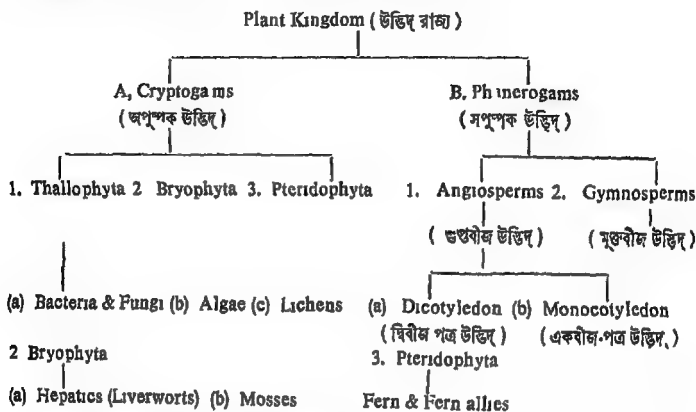 Plant Kingdom ( উদ্ভিদ্ রাজ্য )
A, Cryptogams B. Phanerogams
( অপুষ্পক উদ্ভিদ্ ) ( সপুষ্পক উদ্ভিদ্ )
1. Thallophyta 2 Bryophyta 3. Pteridophyta 1. Angiosperms 2. Gymnosperms
( গুপ্তবীজ উদ্ভিদ্ ) ( মুক্তবীজ উদ্ভিদ্ )
(a) Bacteria & Fungi (b) Algae (c) Lichens (a) Dicotyledon (b) Monocotyledon
( দ্বিবীজ পত্র উদ্ভিদ্ ) ( একবীজ-পত্র উদ্ভিদ্ )
2 Bryophyta 3. Pteridophyta
(a) Hepatics (Liverworts) (b) Mosses Fern & Fern allies